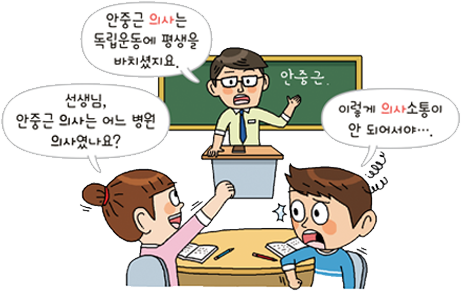 안중근 의사는
독립운동에 평생을
바치셨지요.
안중근.
선생님,
안중근 의사는 어느 병원
의사였나요?
이렇게 의사소통이
안 되어서야….